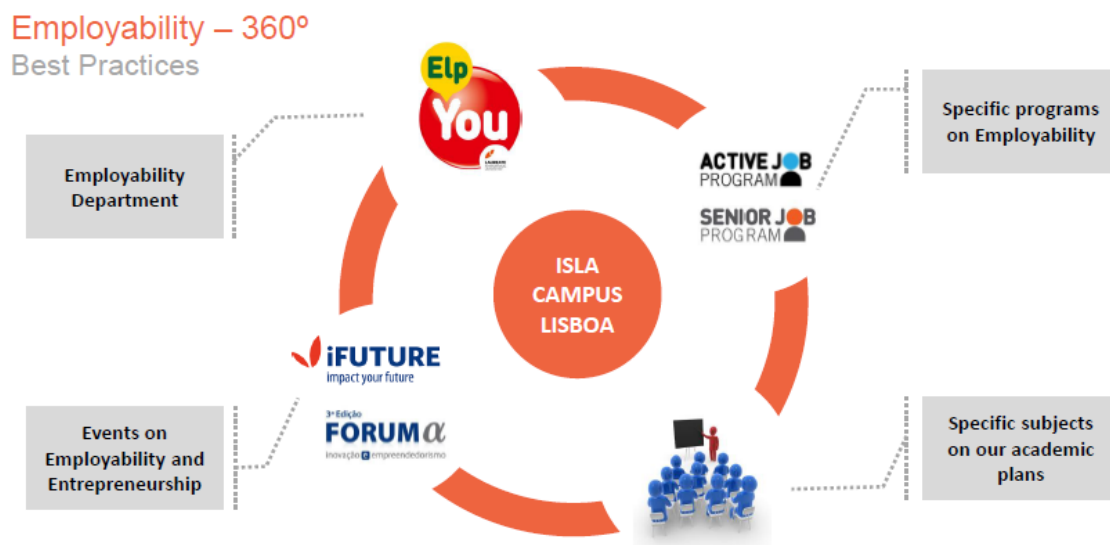 Employability – 360º
Best Practices
Elp
You
LAUREATE
Employability
Department
Specific programs
on Employability
ACTIVE JOB
PROGRAM
SENIOR JOB
PROGRAM
ISLA
CAMPUS
LISBOA
iFUTURE
impact your future
3ª Edição
FORUM α
inovação e empreendedorismo
Events on
Employability and
Entrepreneurship
Specific subjects
on our academic
plans